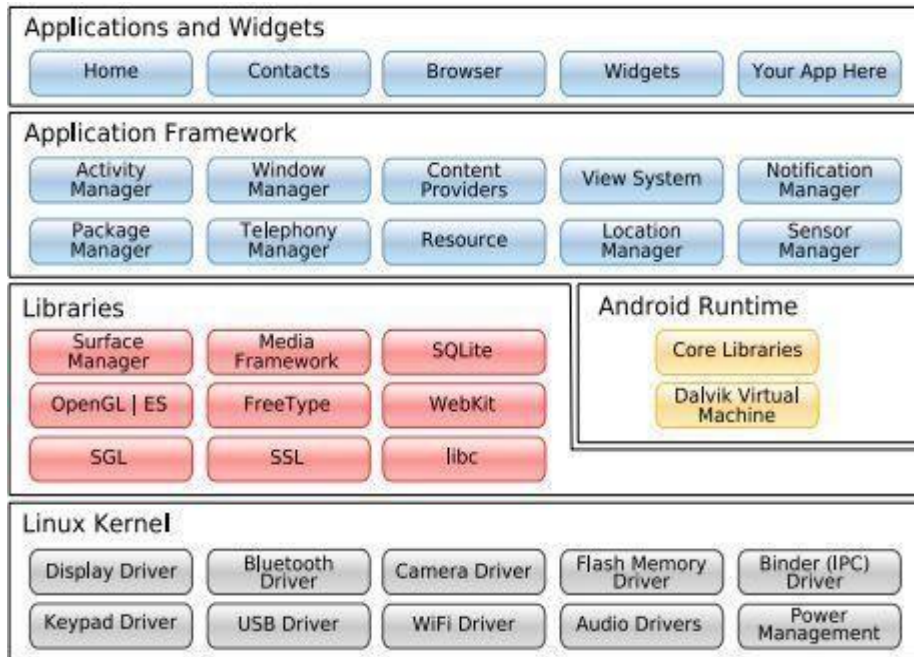 Applications and Widgets
Home
Contacts
Browser
Widgets
Your App Here
Application Framework
Activity
Manager
Window
Manager
Content
Providers
View System
Notification
Manager
Package
Manager
Telephony
Manager
Resource
Location
Manager
Sensor
Manager
Libraries
Surface
Manager
Media
Framework
SQLite
OpenGL | ES
FreeType
WebKit
SGL
SSL
libc
Android Runtime
Core Libraries
Dalvik Virtual
Machine
Linux Kernel
Display Driver
Bluetooth
Driver
Camera Driver
Flash Memory
Driver
Binder (IPC)
Driver
Keypad Driver
USB Driver
WiFi Driver
Audio Drivers
Power
Management